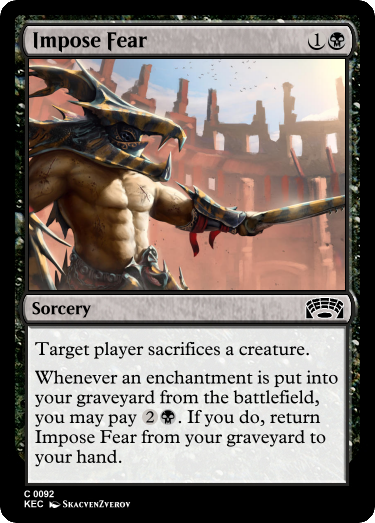 Impose Fear 1
Sorcery
Target player sacrifices a creature.
Whenever an enchantment is put into
your graveyard from the battlefield,
you may pay 2 . If you do, return
Impose Fear from your graveyard to
your hand.
C 0092
KEC SkacvenZverov